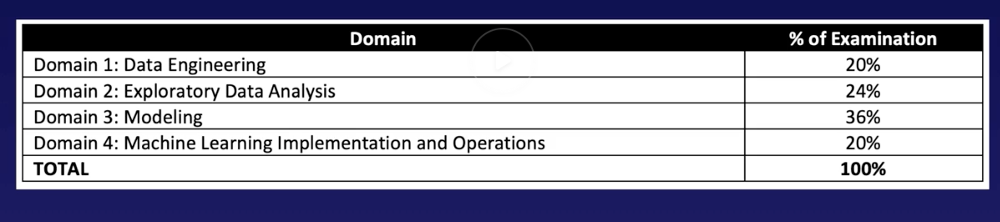 Domain % of Examination
Domain 1: Data Engineering 20%
Domain 2: Exploratory Data Analysis 24%
Domain 3: Modeling 36%
Domain 4: Machine Learning Implementation and Operations 20%
TOTAL 100%